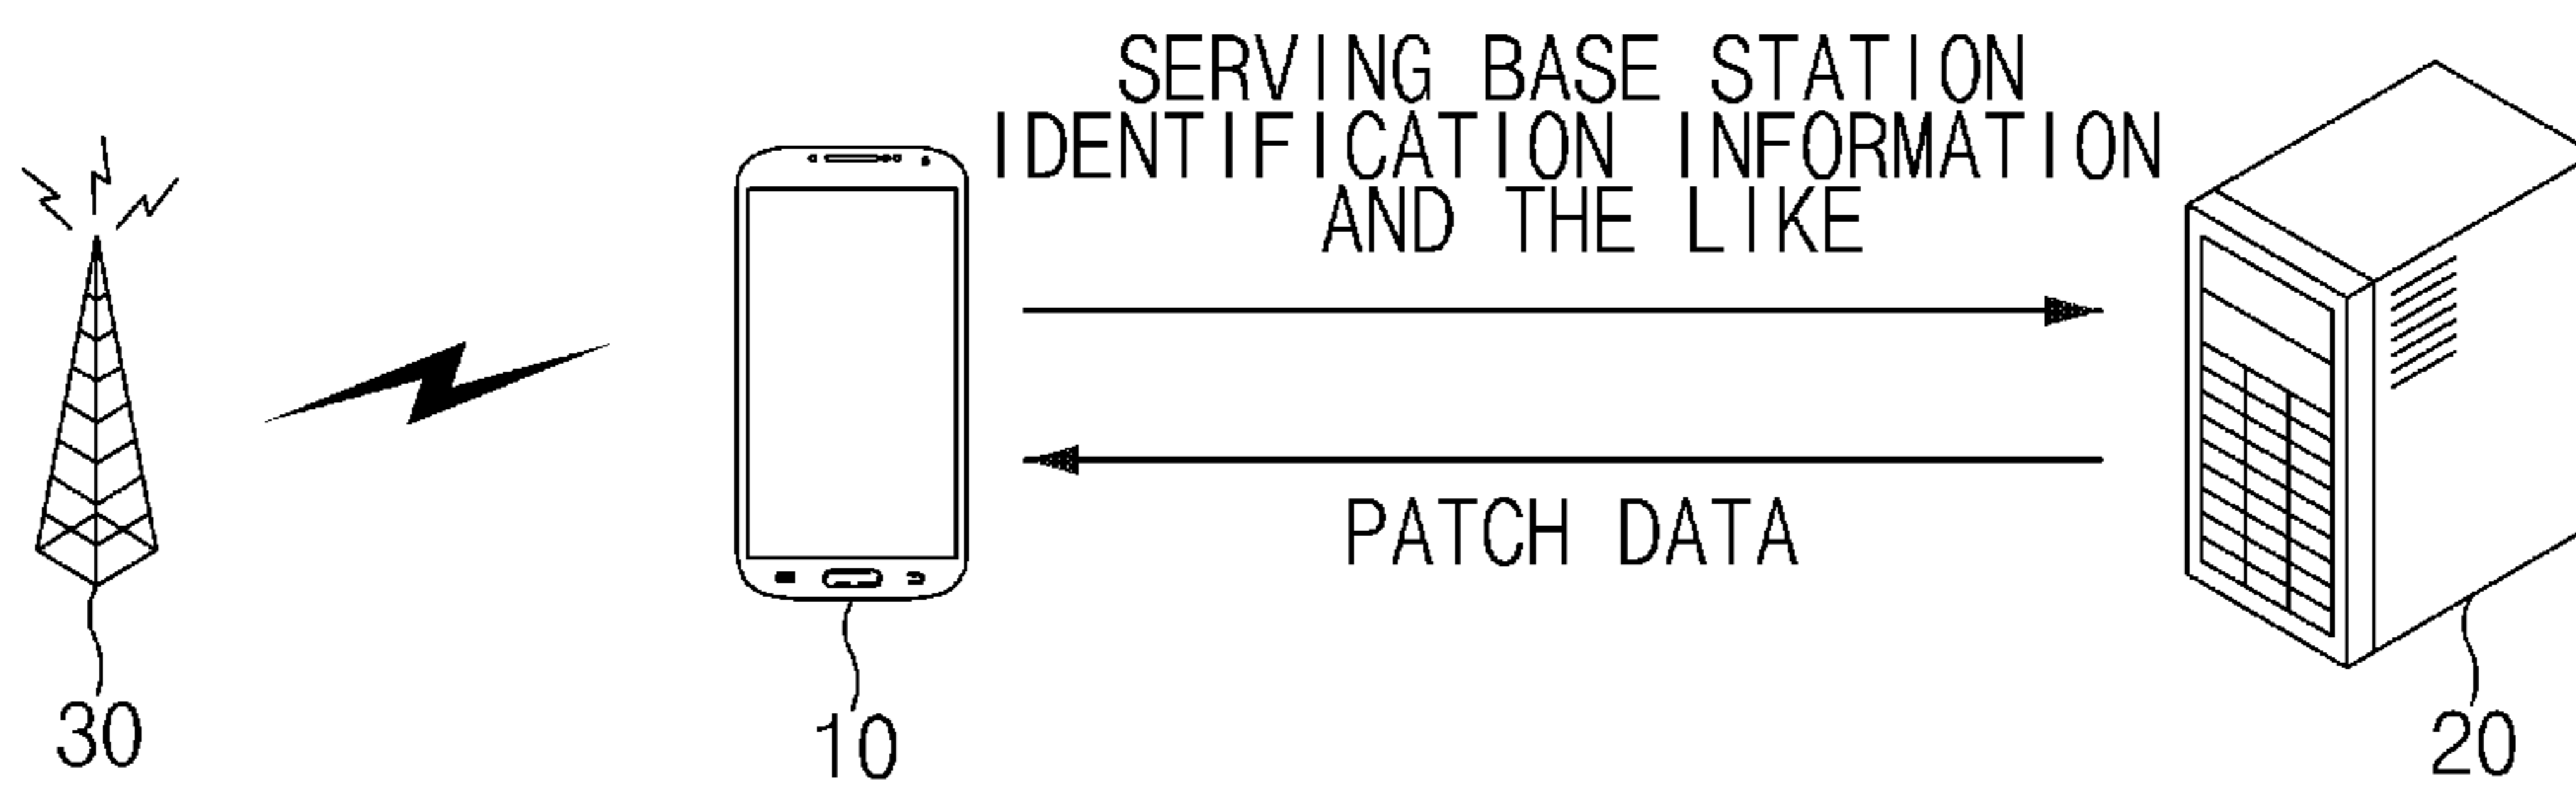 SERVING BASE STATION
IDENTIFICATION INFORMATION
AND THE LIKE
PATCH DATA
30
10
20